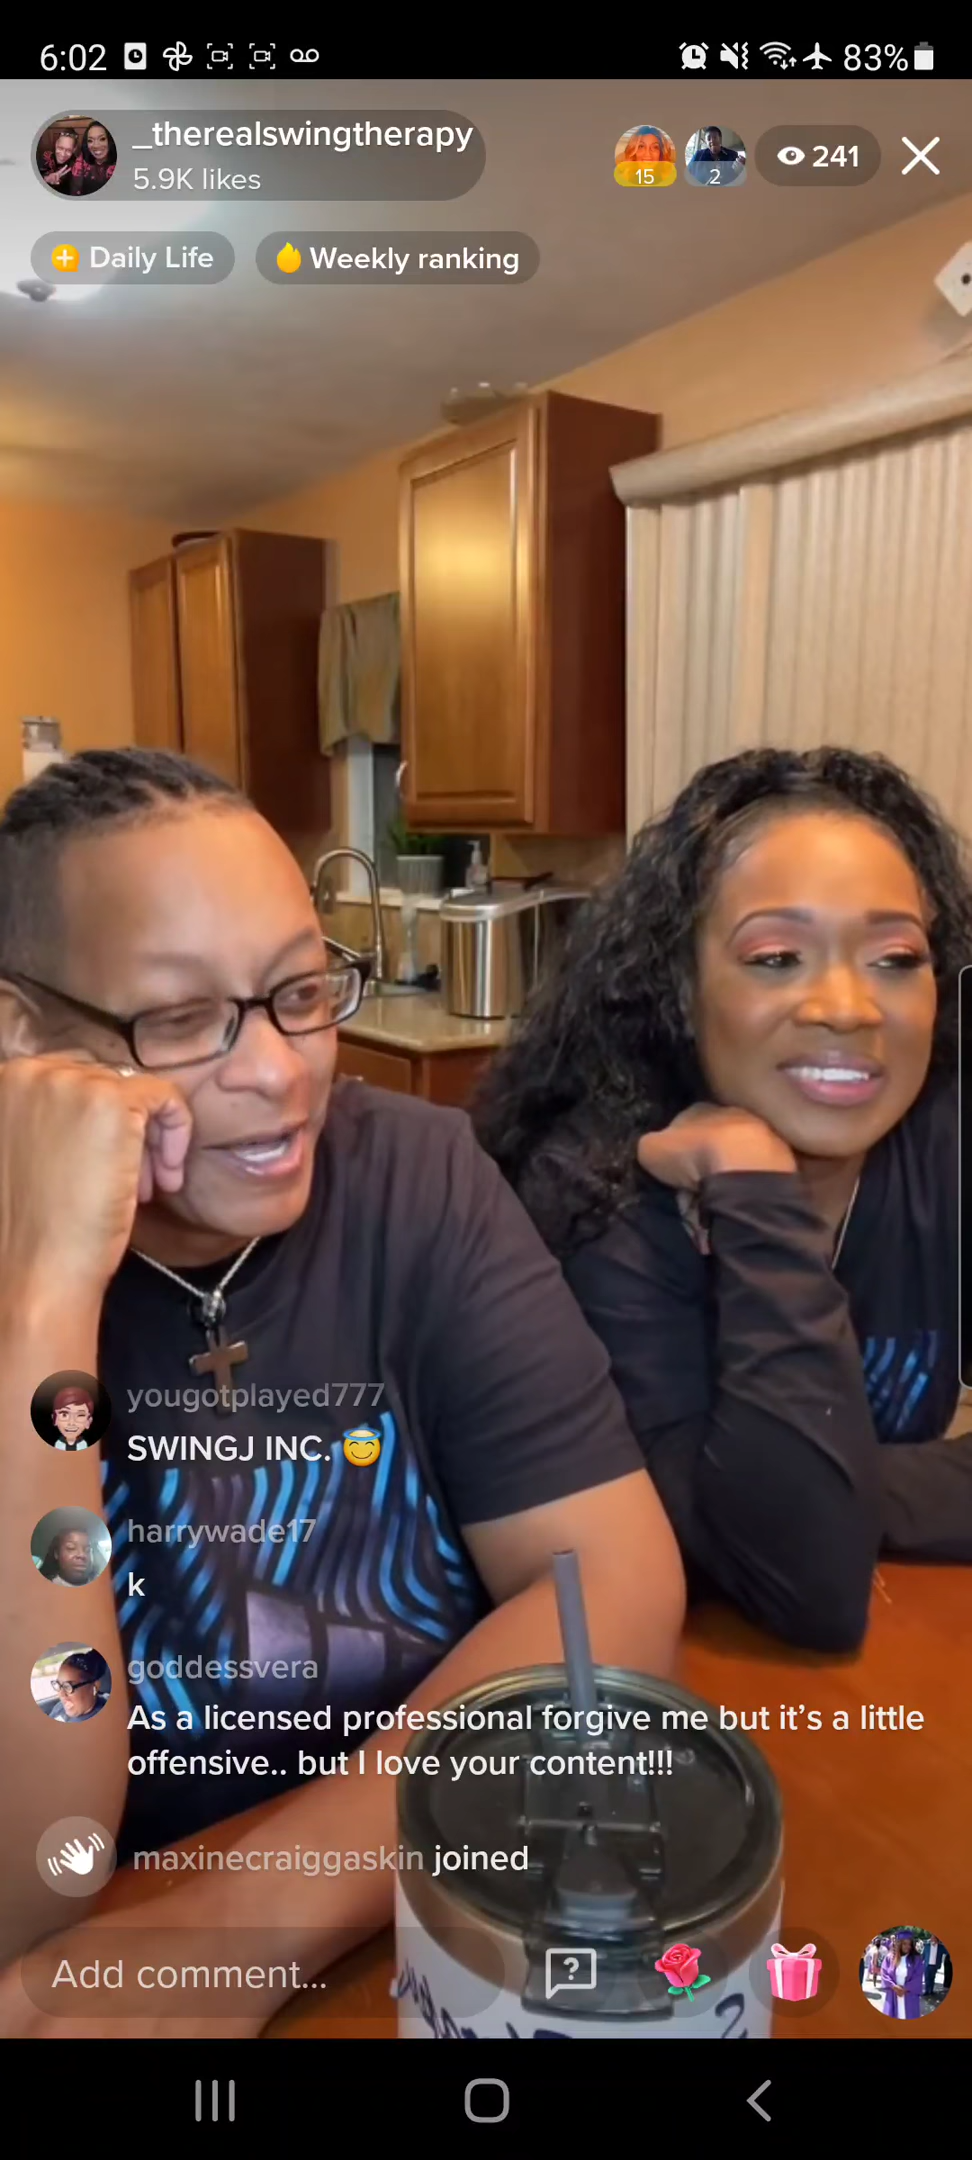 6:02
83%
_therealswingtherapy
5.9K likes
15
2
241
Daily Life
Weekly ranking
yougotplayed777
SWINGJ INC.😇
harrywade17
k
goddessvera
As a licensed professional forgive me but it’s a little
offensive.. but I love your content!!!
maxinecraiggaskin joined
Add comment...